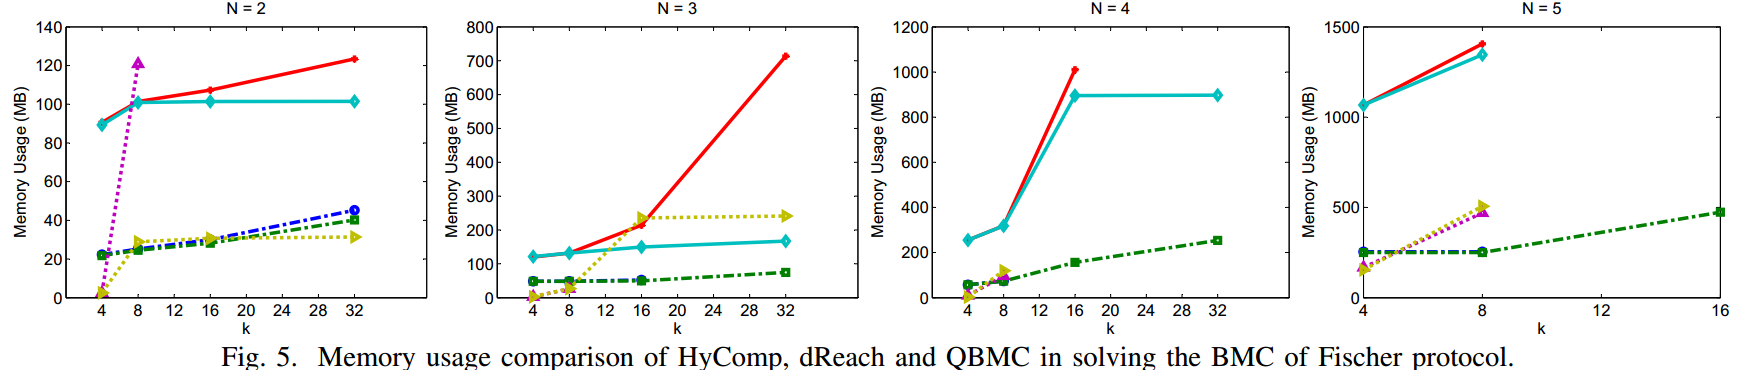 N = 2
140
120
100
80
60
40
20
0
Memory Usage (MB)
4 8 12 16 20 24 28 32
k
N = 3
800
700
600
500
400
300
200
100
0
Memory Usage (MB)
4 8 12 16 20 24 28 32
k
N = 4
1200
1000
800
600
400
200
0
Memory Usage (MB)
4 8 12 16 20 24 28 32
k
N = 5
1500
1000
500
0
Memory Usage (MB)
4 8 12 16
k
Fig. 5. Memory usage comparison of HyComp, dReach and QBMC in solving the BMC of Fischer protocol.